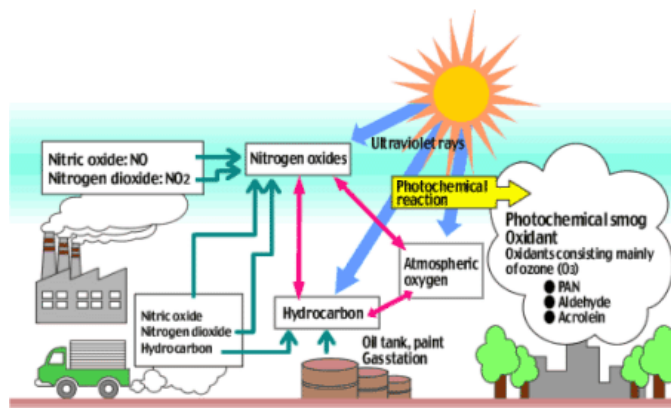 Ultraviolet rays
Nitric oxide: NO
Nitrogen dioxide: NO2
Nitrogen oxides
Photochemical
reaction
Photochemical smog
Oxidant
Oxidants consisting mainly
of ozone (O3)
● PAN
● Aldehyde
● Acrolein
Atmospheric
oxygen
Nitric oxide
Nitrogen dioxide
Hydrocarbon
Hydrocarbon
Oil tank, paint
Gas station